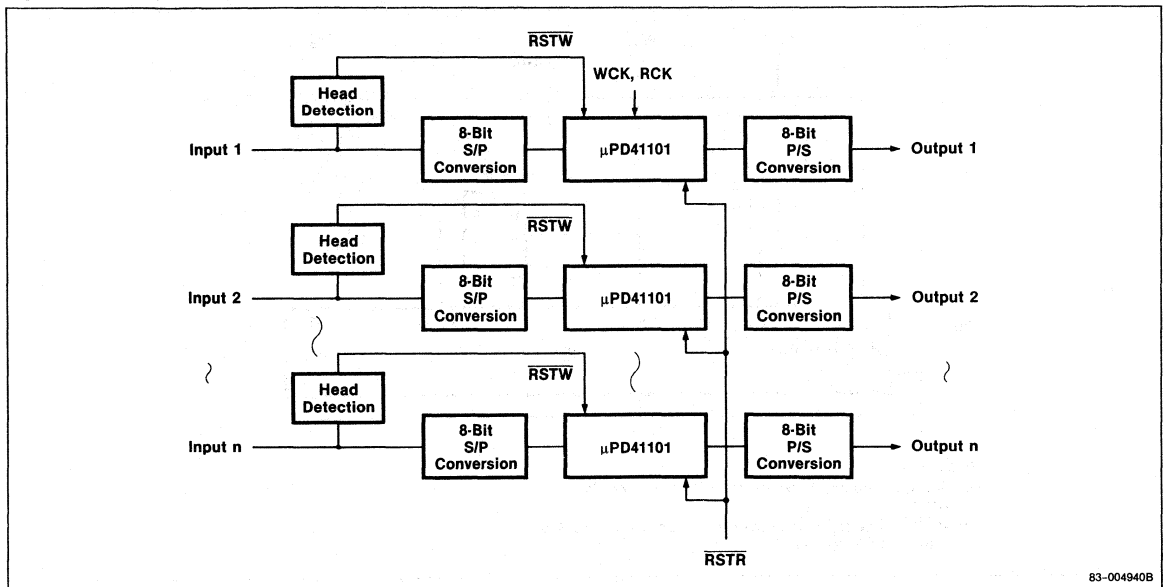 RSTW
WCK, RCK
Head
Detection
Input 1
8-Bit
S/P
Conversion
μPD41101
8-Bit
P/S
Conversion
Output 1
RSTW
Head
Detection
Input 2
8-Bit
S/P
Conversion
μPD41101
8-Bit
P/S
Conversion
Output 2
RSTW
Head
Detection
Input n
8-Bit
S/P
Conversion
μPD41101
8-Bit
P/S
Conversion
Output n
RSTR
83-004940B